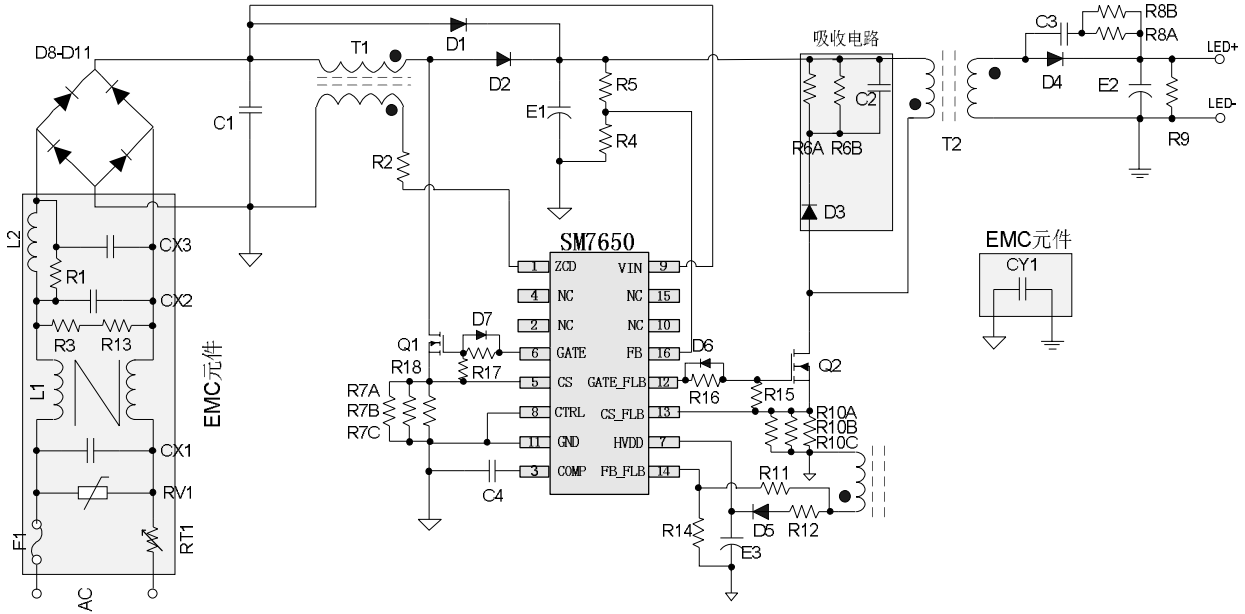 D8-D11
T1
D1
D2
C1
E1
R5
R4
R2
吸收电路
R6A
R6B
C2
D3
T2
C3
R8B
R8A
D4
E2
R9
LED+
LED-
L2
CX3
R1
CX2
R3
R13
L1
EMC元件
CX1
RV1
F1
RT1
AC
SM7650
1
ZCD
VIN
9
4
NC
NC
15
2
NC
NC
10
6
GATE
FB
16
5
CS
GATE_FLB
12
8
CTRL
CS_FLB
13
11
GND
HVDD
7
3
COMP
FB_FLB
14
Q1
D7
R17
R18
R7A
R7B
R7C
C4
D6
R16
R15
Q2
R10A
R10B
R10C
R11
R12
D5
R14
E3
EMC元件
CY1